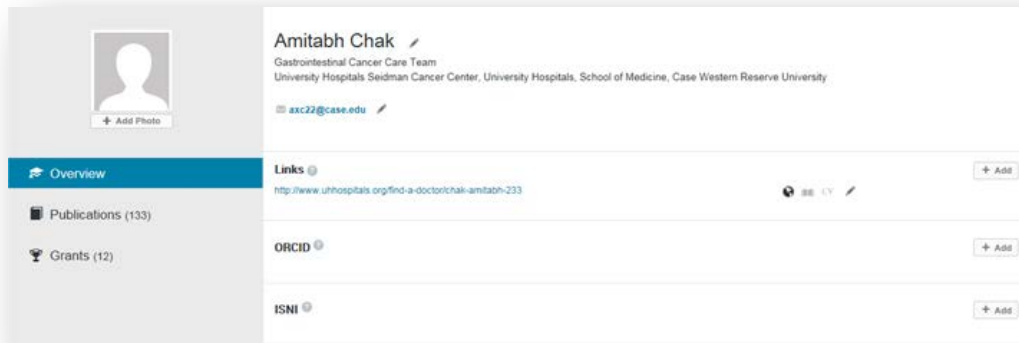 Amitabh Chak
Gastrointestinal Cancer Care Team
University Hospitals Seidman Cancer Center, University Hospitals, School of Medicine, Case Western Reserve University
+ Add Photo
axc22@case.edu
Overview
Publications (133)
Grants (12)
Links ?
+ Add
http://www.uhhospitals.org/find-a-doctor/chak-amitabh-233
CV
ORCID ?
+ Add
ISNI ?
+ Add